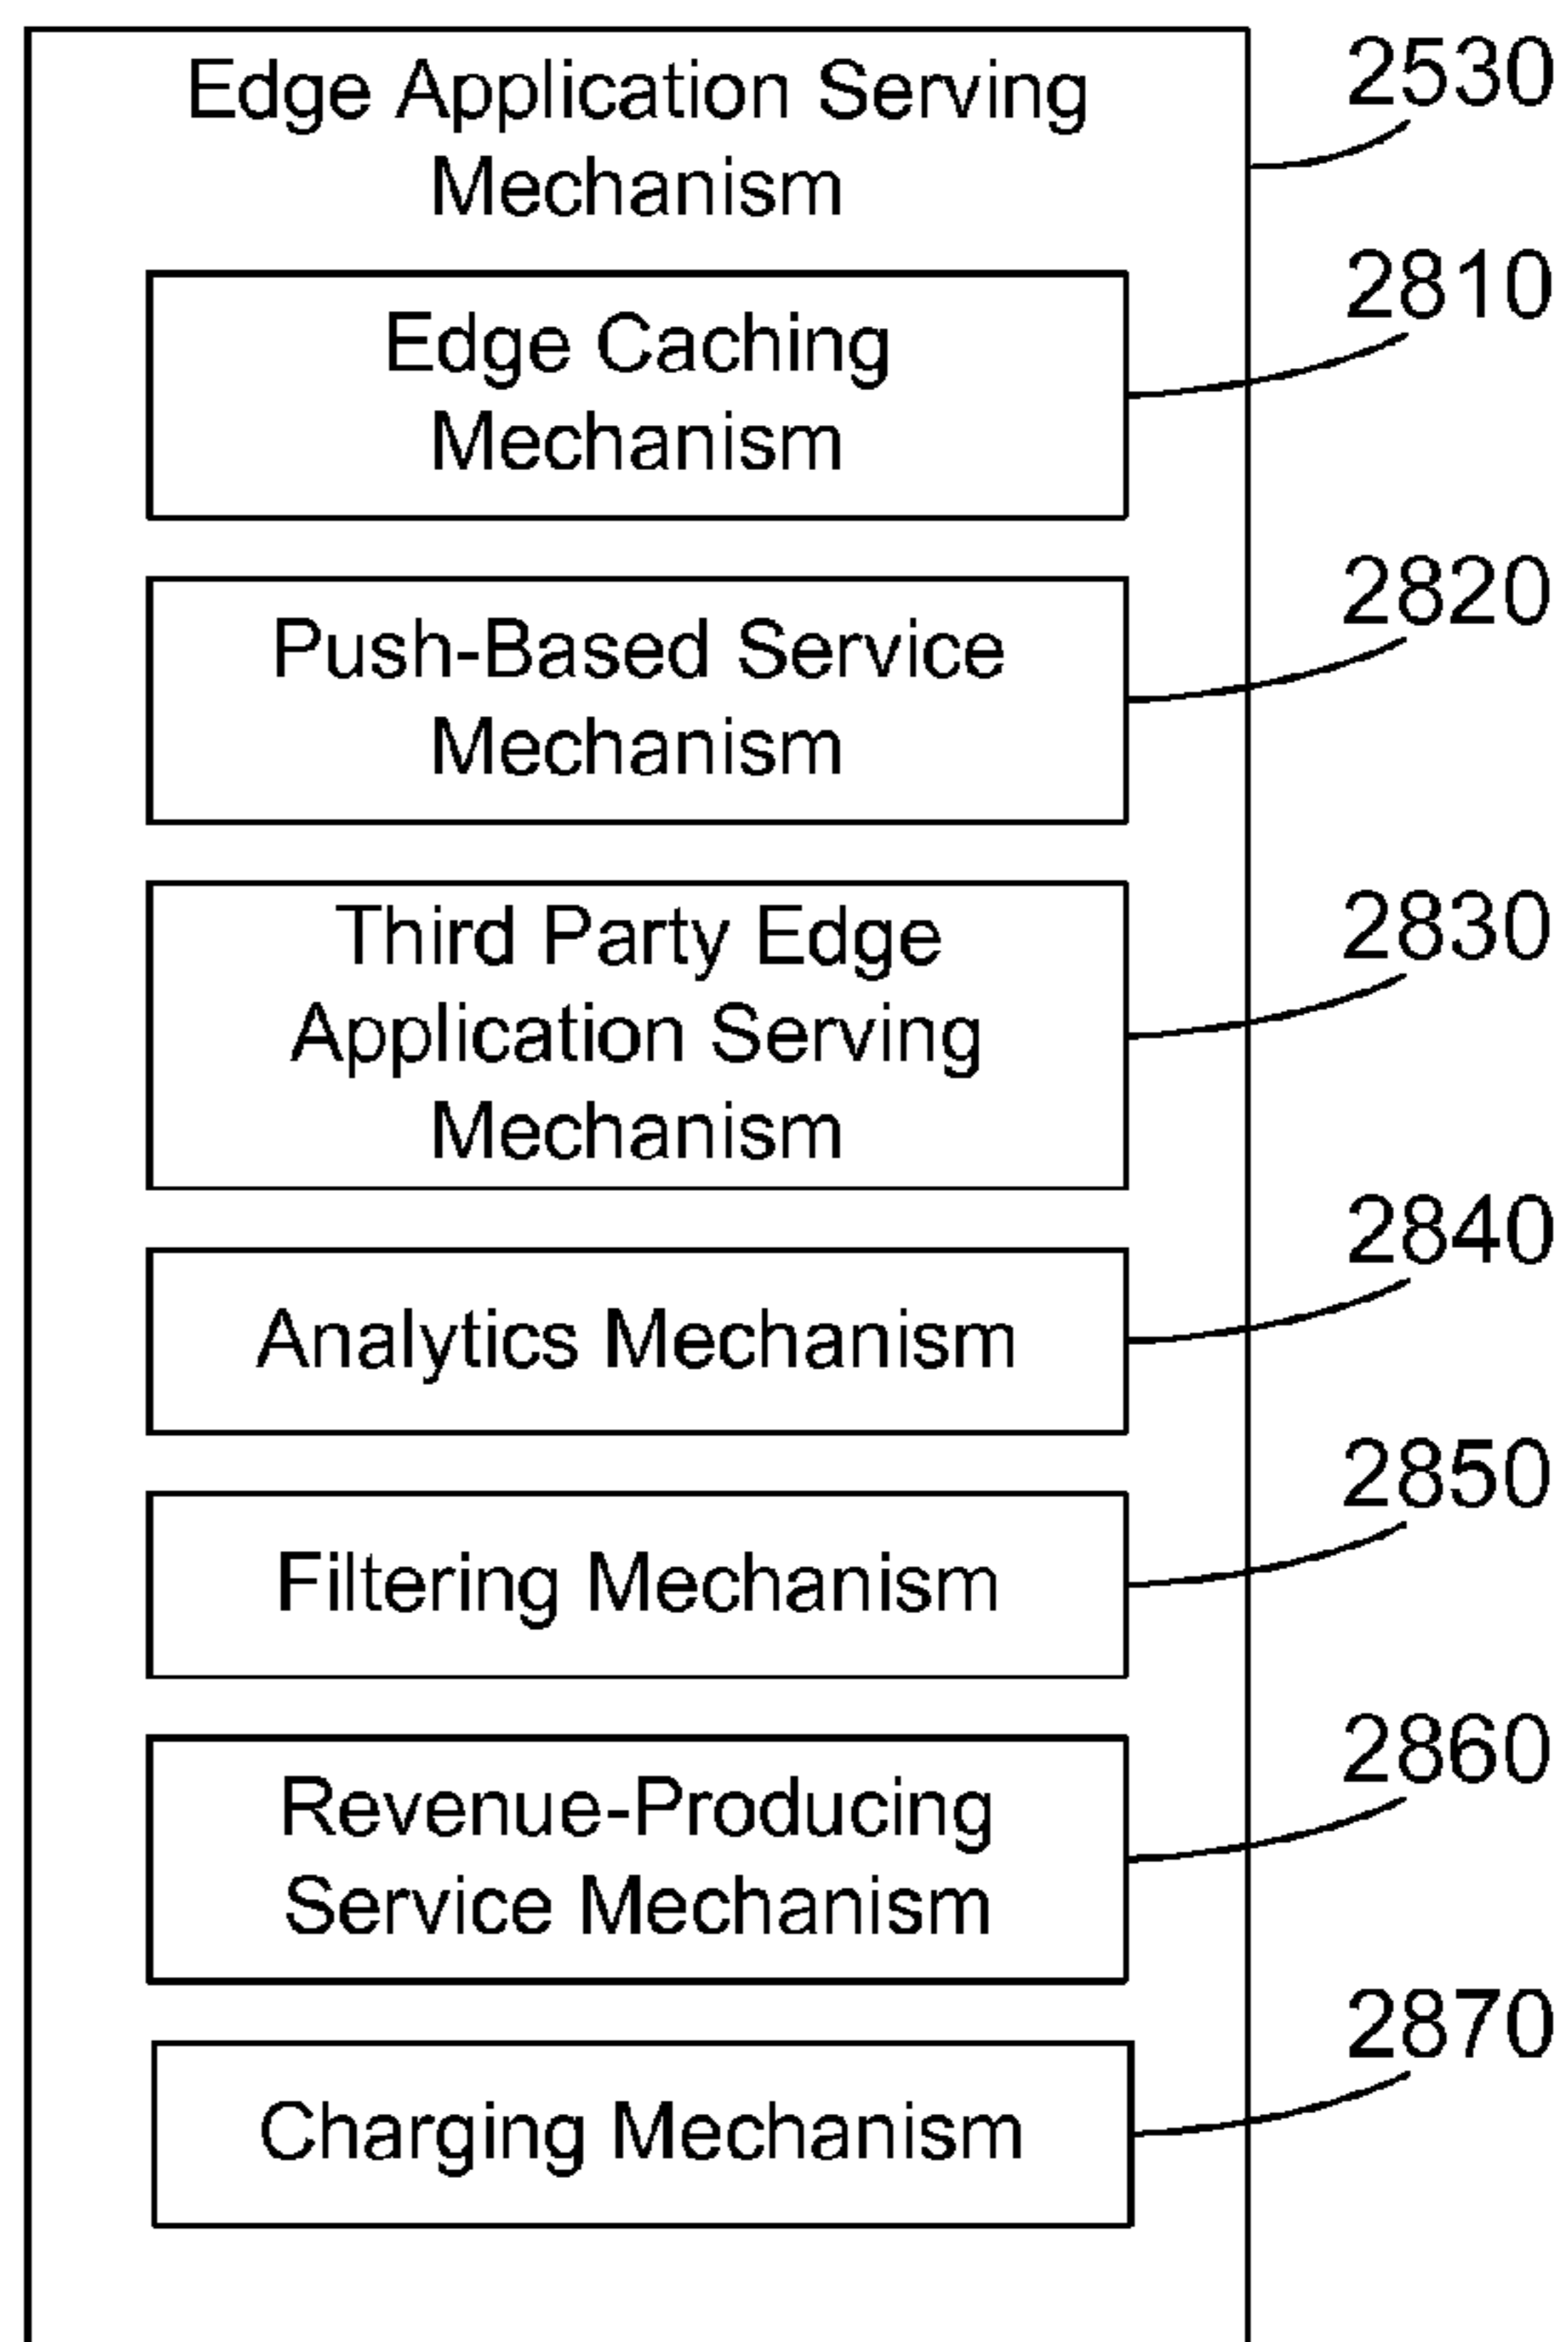 Edge Application Serving
Mechanism
2530
Edge Caching
Mechanism
2810
Push-Based Service
Mechanism
2820
Third Party Edge
Application Serving
Mechanism
2830
Analytics Mechanism
2840
Filtering Mechanism
2850
Revenue-Producing
Service Mechanism
2860
Charging Mechanism
2870